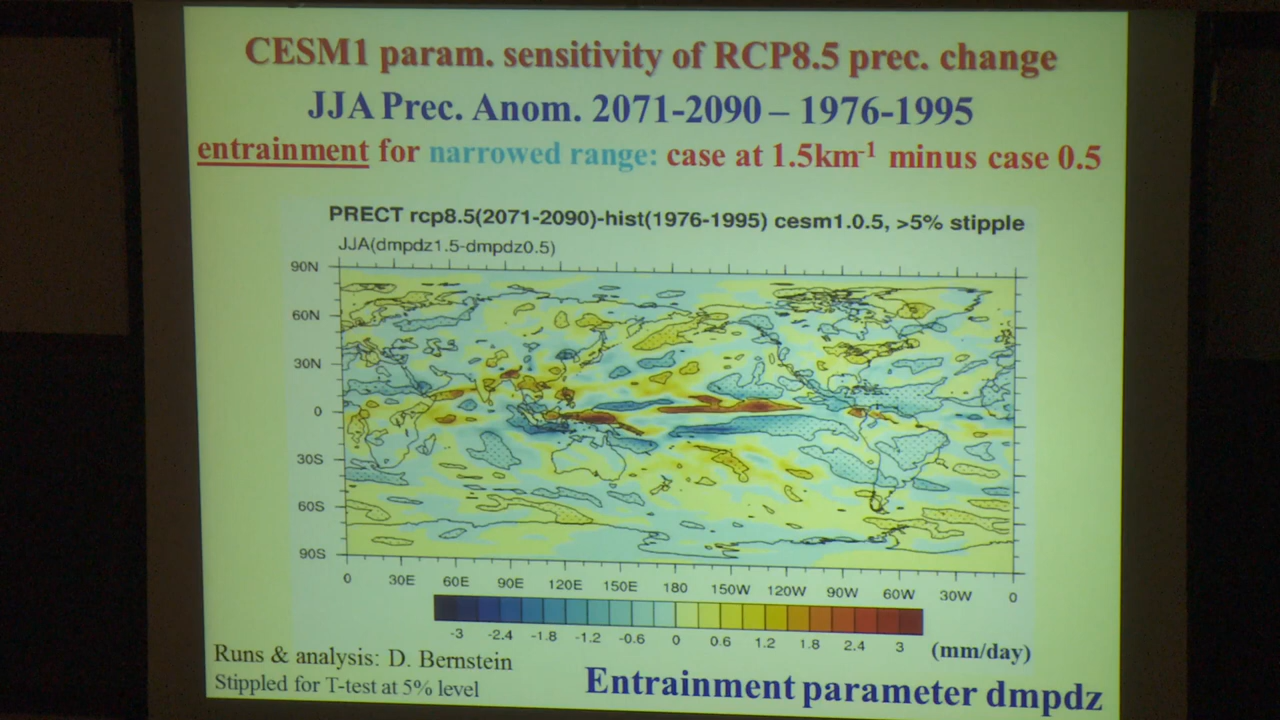 CESM1 param. sensitivity of RCP8.5 prec. change
JJA Prec. Anom. 2071-2090 – 1976-1995
entrainment for narrowed range: case at 1.5km⁻¹ minus case 0.5
PRECT rcp8.5(2071-2090)-hist(1976-1995) cesm1.0.5, >5% stipple
JJA(dmpdz1.5-dmpdz0.5)
90N
60N
30N
0
30S
60S
90S
0 30E 60E 90E 120E 150E 180 150W 120W 90W 60W 30W 0
-3 -2.4 -1.8 -1.2 -0.6 0 0.6 1.2 1.8 2.4 3 (mm/day)
Runs & analysis: D. Bernstein
Stippled for T-test at 5% level
Entrainment parameter dmpdz